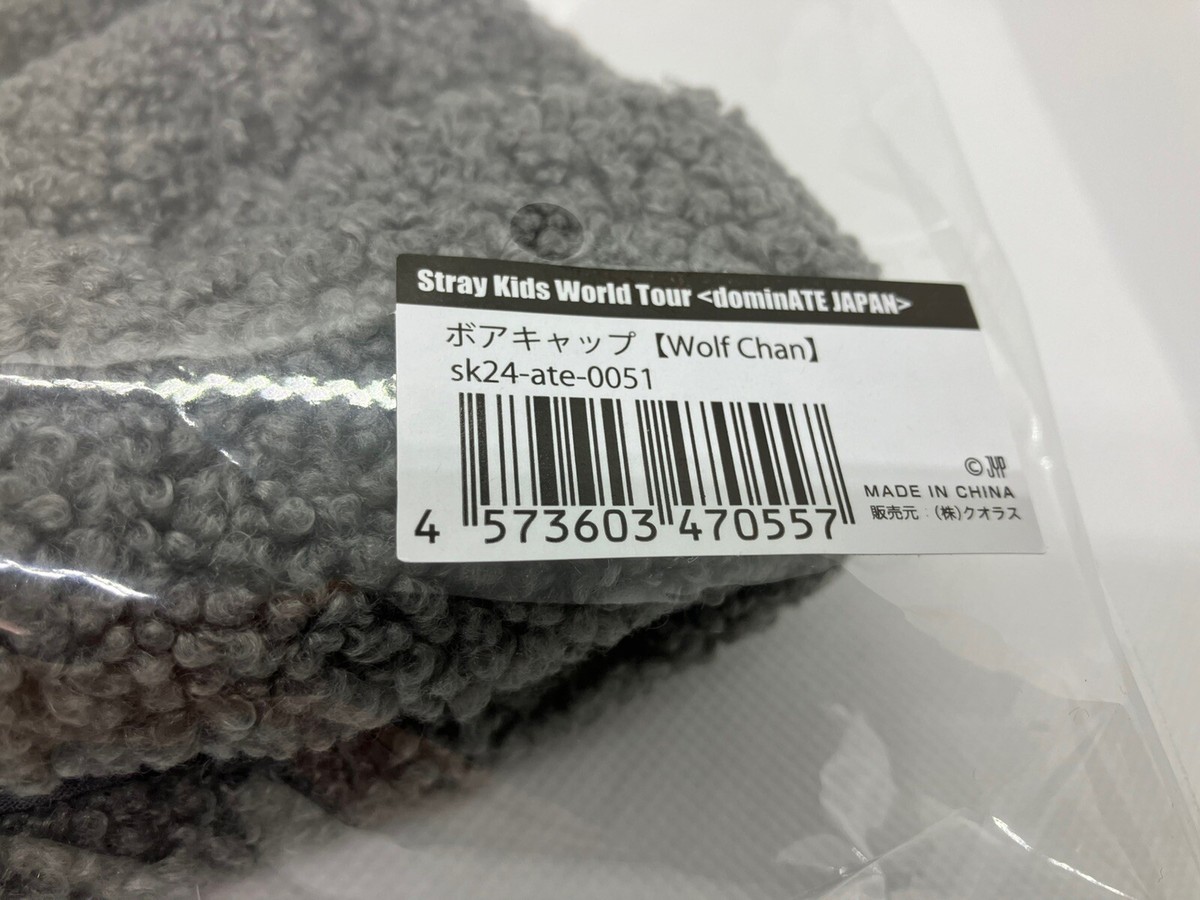 Stray Kids World Tour <dominATE JAPAN>
ボアキャップ【Wolf Chan】
sk24-ate-0051
©JYP
MADE IN CHINA
販売元：(株)クオラス
4 573603 470557